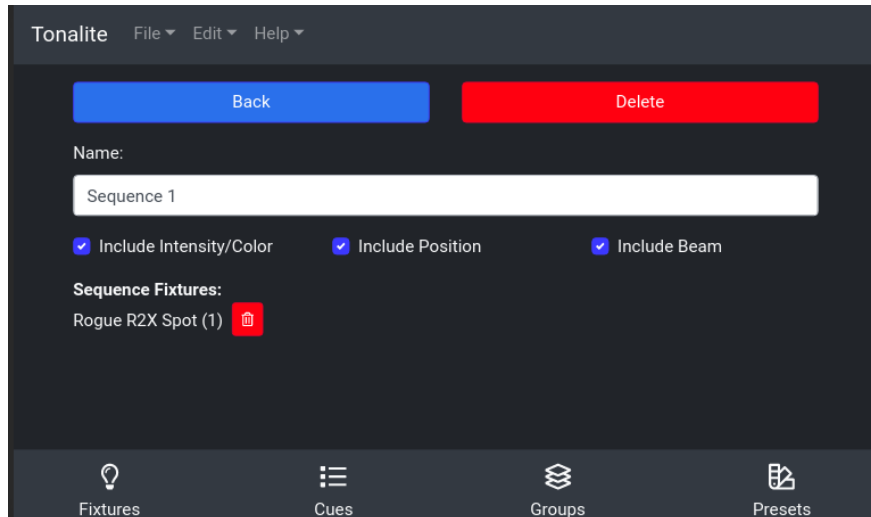 Tonalite File Edit Help
Back Delete
Name:
Sequence 1
Include Intensity/Color Include Position Include Beam
Sequence Fixtures:
Rogue R2X Spot (1)
Fixtures Cues Groups Presets